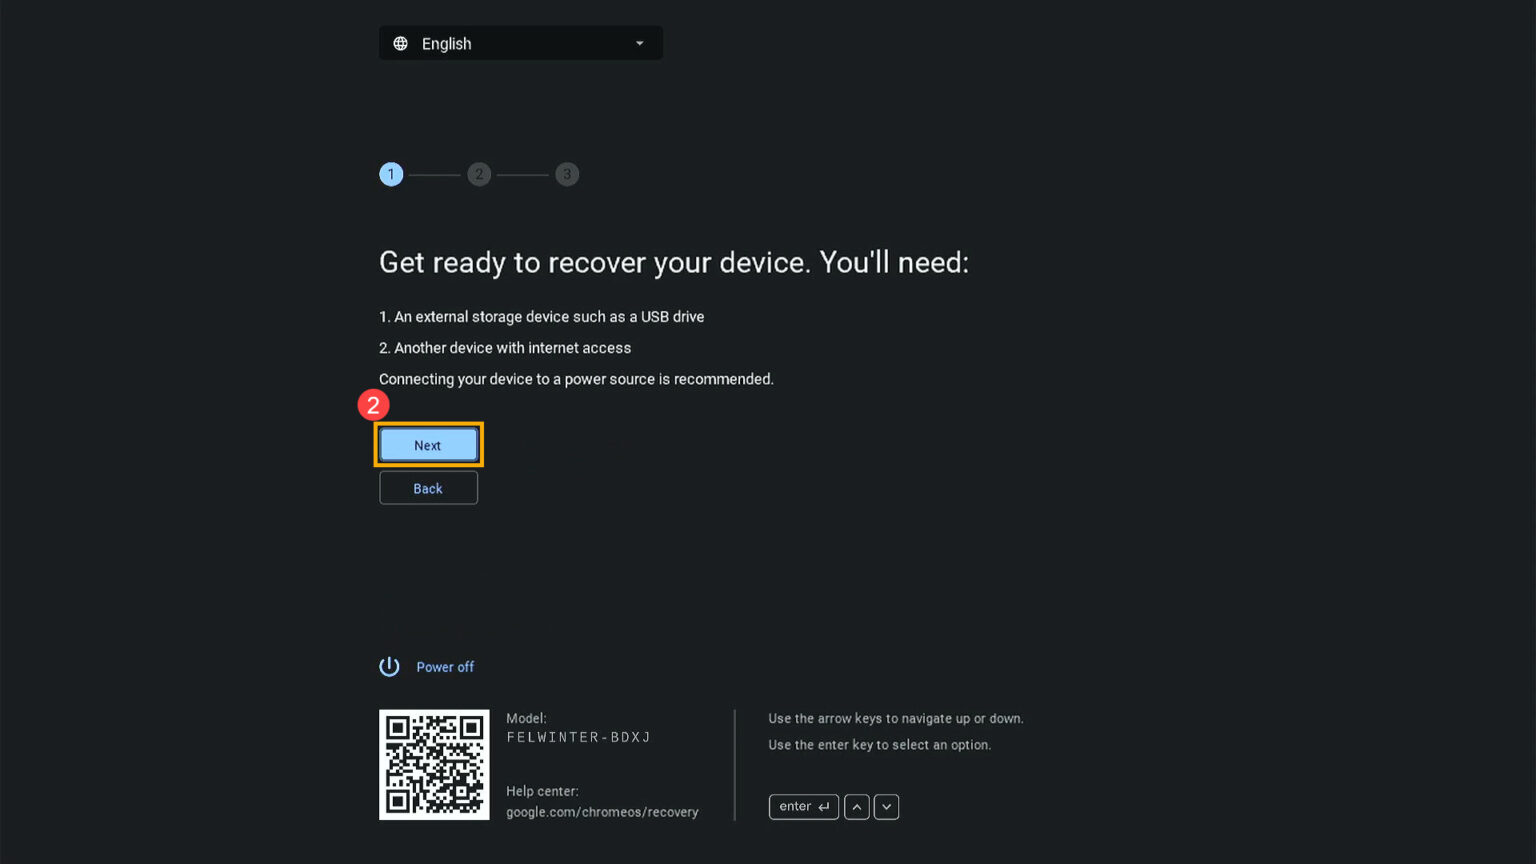 English
1
2
3
Get ready to recover your device. You'll need:
1. An external storage device such as a USB drive
2. Another device with internet access
Connecting your device to a power source is recommended.
2
Next
Back
Power off
Model:
FELWINTER-BDXJ
Help center:
google.com/chromeos/recovery
Use the arrow keys to navigate up or down.
Use the enter key to select an option.
enter